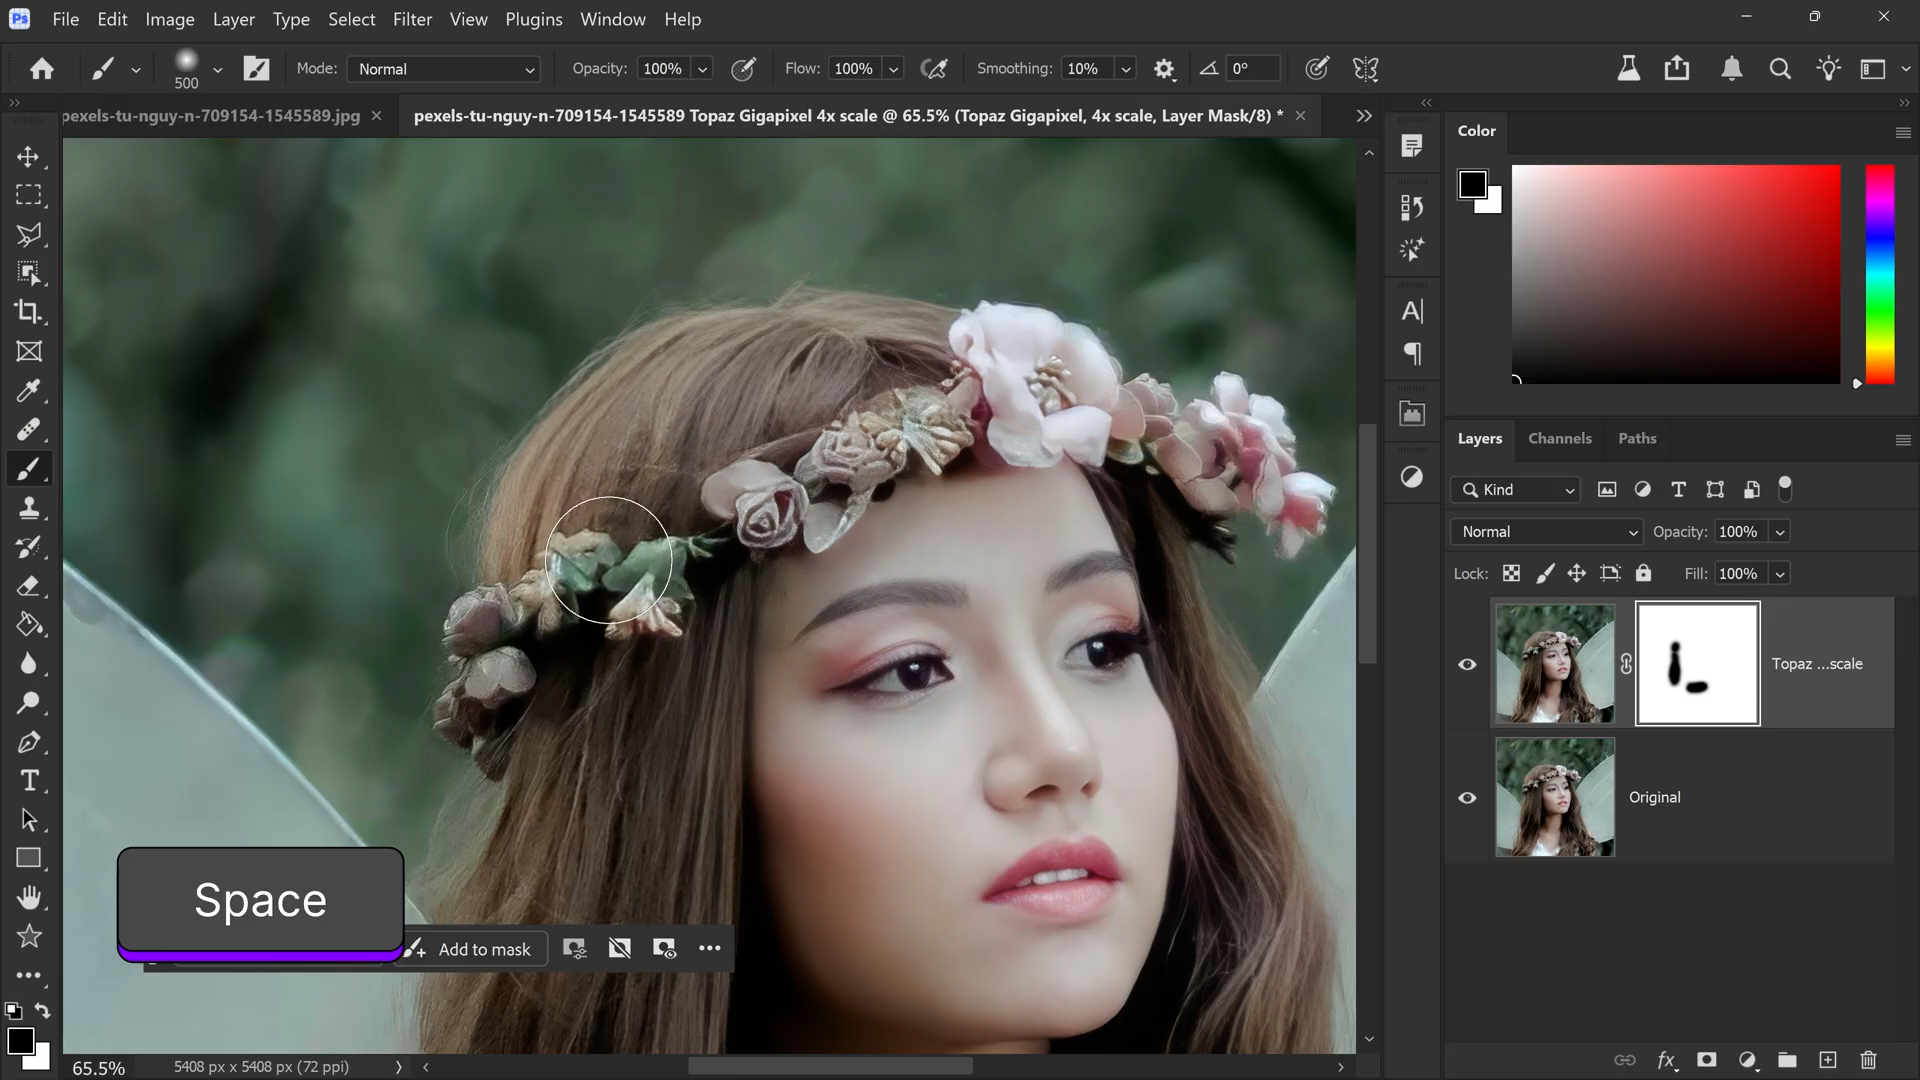 Ps File Edit Image Layer Type Select Filter View Plugins Window Help
500 Mode: Normal Opacity: 100% Flow: 100% Smoothing: 10% 0°
pexels-tu-nguy-n-709154-1545589.jpg pexels-tu-nguy-n-709154-1545589 Topaz Gigapixel 4x scale @ 65.5% (Topaz Gigapixel, 4x scale, Layer Mask/8) *
Color
Layers Channels Paths
Kind
Normal Opacity: 100%
Lock: Fill: 100%
Topaz ...scale
Original
Space
Add to mask
65.5% 5408 px x 5408 px (72 ppi)